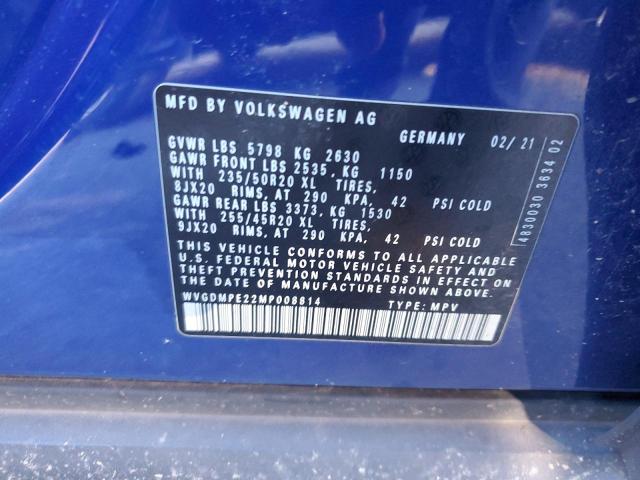 MFD BY VOLKSWAGEN AG
GERMANY 02/21
GVWR LBS 5798 KG 2630
GAWR FRONT LBS 2535, KG 1150
WITH 235/50R20 XL TIRES,
8JX20 RIMS, AT 290 KPA, 42 PSI COLD
GAWR REAR LBS 3373, KG 1530
WITH 255/45R20 XL TIRES,
9JX20 RIMS, AT 290 KPA, 42 PSI COLD
THIS VEHICLE CONFORMS TO ALL APPLICABLE
U.S. FEDERAL MOTOR VEHICLE SAFETY AND
THEFT PREVENTION STANDARDS IN EFFECT ON
THE DATE OF MANUFACTURE SHOWN ABOVE.
WVGDMPE22MP008814 TYPE: MPV
4830030 3634 02